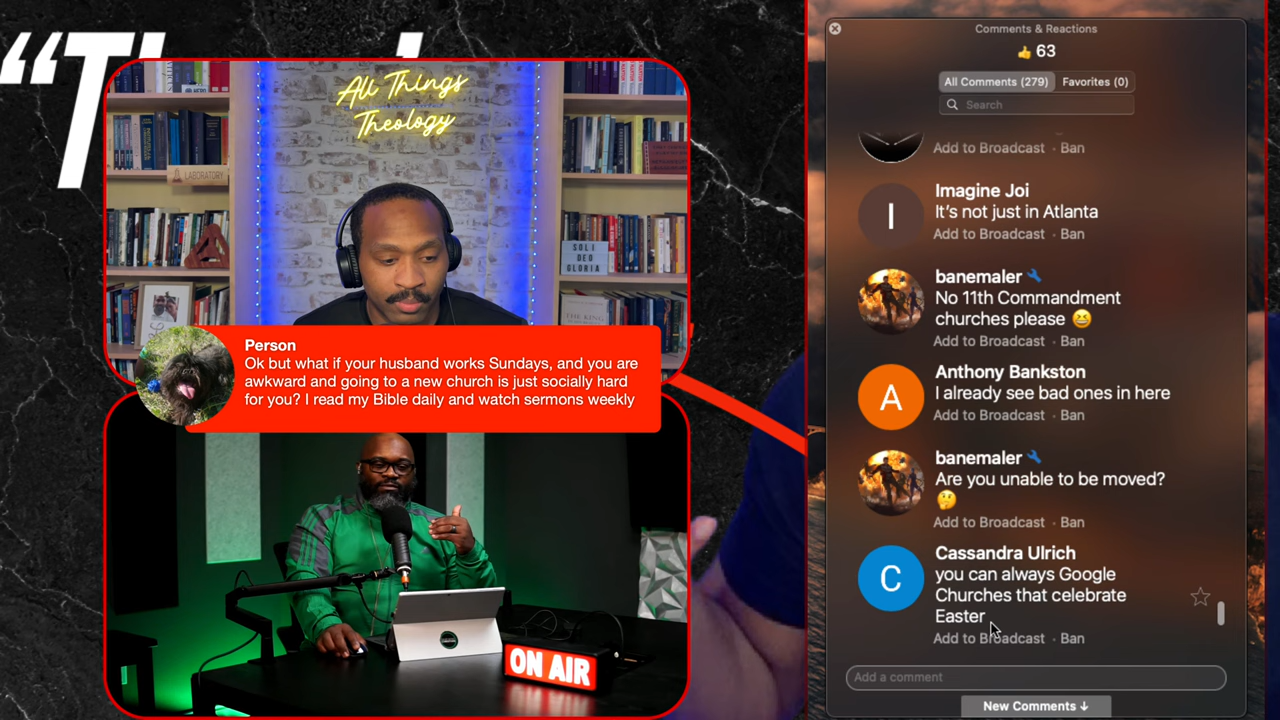 “Th
All Things
Theology
LABORATORY
SOLI
DEO
GLORIA
THE KING
Person
Ok but what if your husband works Sundays, and you are
awkward and going to a new church is just socially hard
for you? I read my Bible daily and watch sermons weekly
ON AIR
Comments & Reactions
👍 63
All Comments (279)
Favorites (0)
Search
Add to Broadcast • Ban
I
Imagine Joi
It's not just in Atlanta
Add to Broadcast • Ban
banemaler 🔧
No 11th Commandment
churches please 😆
Add to Broadcast • Ban
A
Anthony Bankston
I already see bad ones in here
Add to Broadcast • Ban
banemaler 🔧
Are you unable to be moved?
🤔
Add to Broadcast • Ban
C
Cassandra Ulrich
you can always Google
Churches that celebrate
Easter
Add to Broadcast • Ban
Add a comment
New Comments ↓